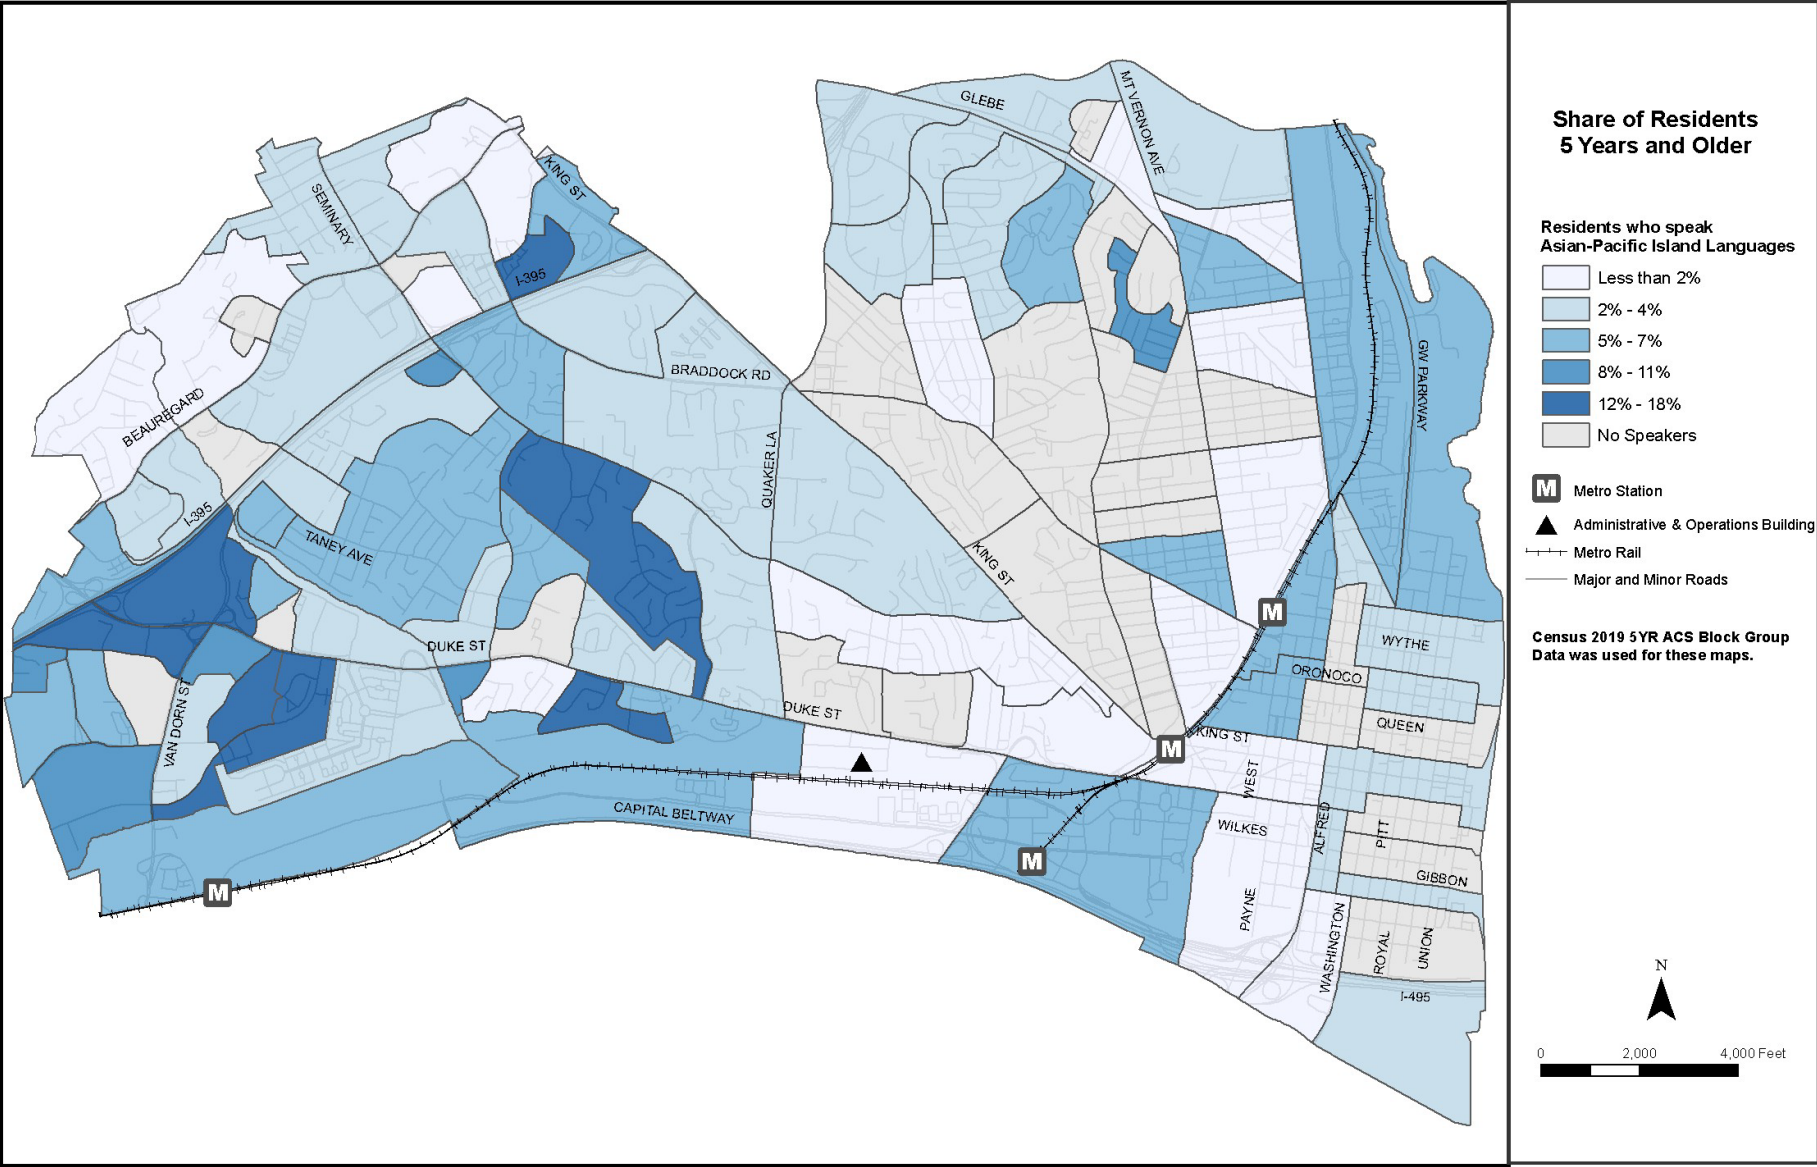 GLEBE
MT VERNON AVE
KING ST
SEMINARY
I-395
GW PARKWAY
BRADDOCK RD
BEAUREGARD
QUAKER LA
I-395
TANEY AVE
KING ST
DUKE ST
WYTHE
ORONOCO
VAN DORN ST
DUKE ST
QUEEN
KING ST
M
M
M
M
WEST
CAPITAL BELTWAY
WILKES
ALFRED
PITT
GIBBON
PAYNE
WASHINGTON
ROYAL
UNION
I-495
Share of Residents
5 Years and Older
Residents who speak
Asian-Pacific Island Languages
Less than 2%
2% - 4%
5% - 7%
8% - 11%
12% - 18%
No Speakers
M Metro Station
Administrative & Operations Building
Metro Rail
Major and Minor Roads
Census 2019 5YR ACS Block Group
Data was used for these maps.
N
0 2,000 4,000 Feet